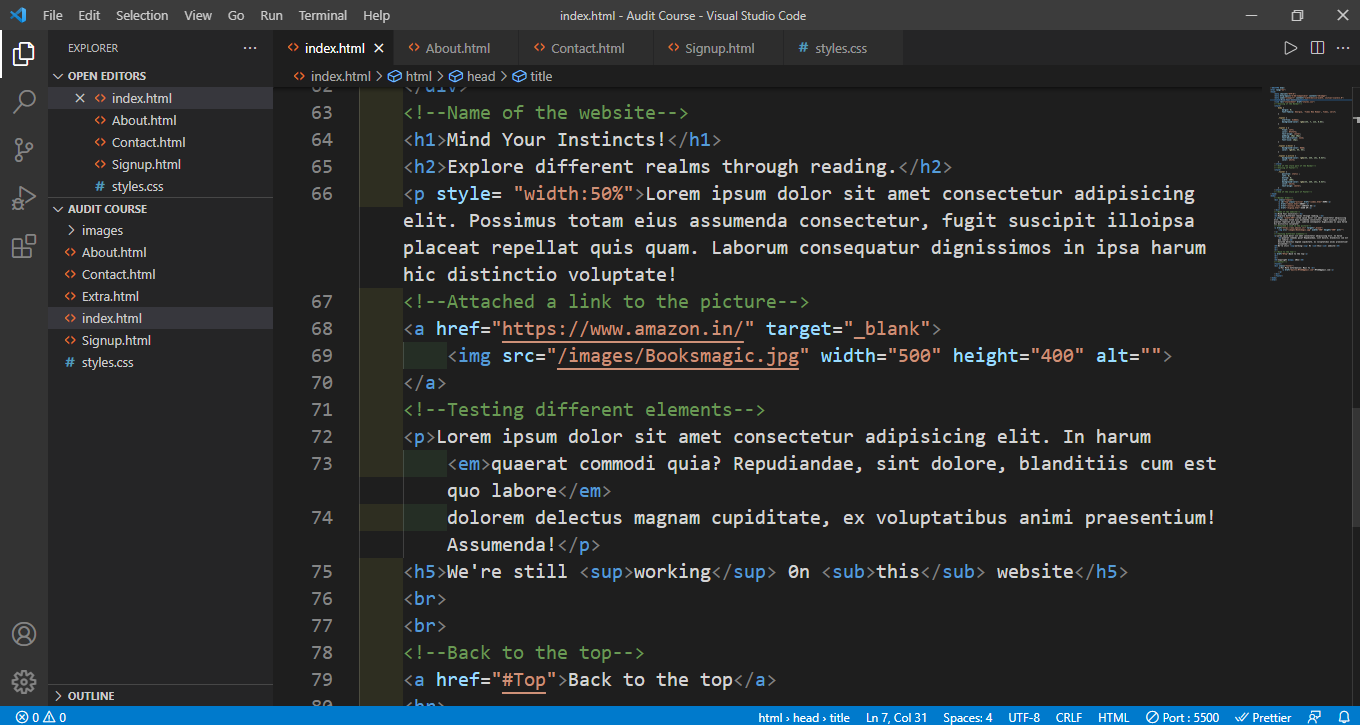 File Edit Selection View Go Run Terminal Help
index.html - Audit Course - Visual Studio Code
EXPLORER
OPEN EDITORS
index.html
About.html
Contact.html
Signup.html
# styles.css
AUDIT COURSE
images
About.html
Contact.html
Extra.html
index.html
Signup.html
# styles.css
OUTLINE
index.html About.html Contact.html Signup.html # styles.css
index.html > html > head > title
62 </div>
63 <!--Name of the website-->
64 <h1>Mind Your Instincts!</h1>
65 <h2>Explore different realms through reading.</h2>
66 <p style= "width:50%">Lorem ipsum dolor sit amet consectetur adipisicing
elit. Possimus totam eius assumenda consectetur, fugit suscipit illoipsa
placeat repellat quis quam. Laborum consequatur dignissimos in ipsa harum
hic distinctio voluptate!
67 <!--Attached a link to the picture-->
68 <a href="https://www.amazon.in/" target="_blank">
69 <img src="/images/Booksmagic.jpg" width="500" height="400" alt="">
70 </a>
71 <!--Testing different elements-->
72 <p>Lorem ipsum dolor sit amet consectetur adipisicing elit. In harum
73 <em>quaerat commodi quia? Repudiandae, sint dolore, blanditiis cum est
quo labore</em>
74 dolorem delectus magnam cupiditate, ex voluptatibus animi praesentium!
Assumenda!</p>
75 <h5>We're still <sup>working</sup> 0n <sub>this</sub> website</h5>
76 <br>
77 <br>
78 <!--Back to the top-->
79 <a href="#Top">Back to the top</a>
80 <br>
0 0 html > head > title Ln 7, Col 31 Spaces: 4 UTF-8 CRLF HTML Port : 5500 Prettier